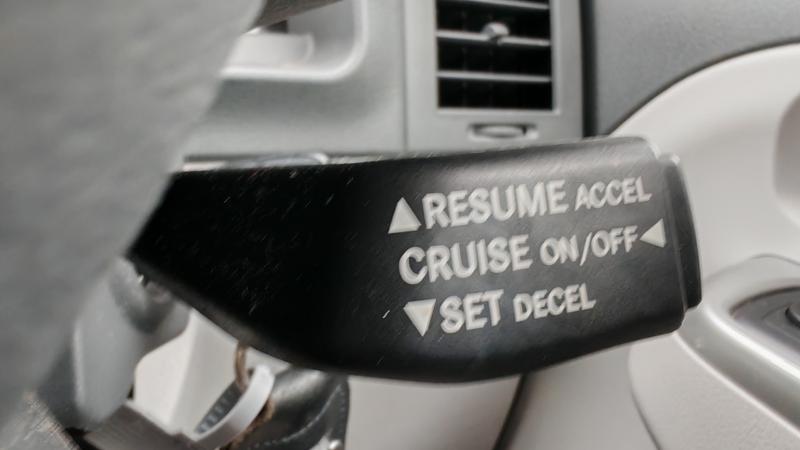 ▲RESUME ACCEL
CRUISE ON/OFF◀
▼SET DECEL